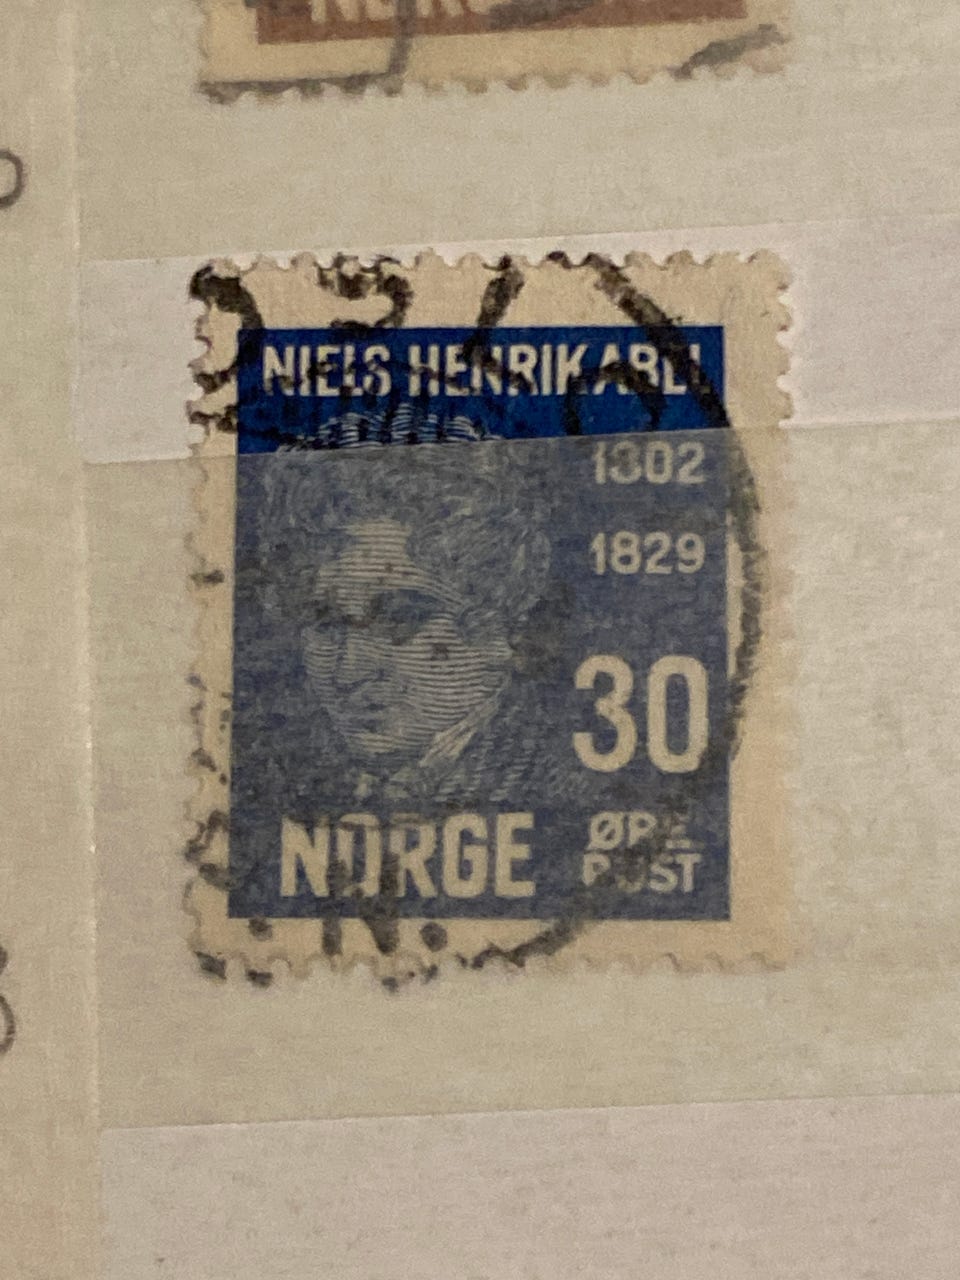 NIELS HENRIK ABEL
1802
1829
30
NORGE
ØRE
POST
N.